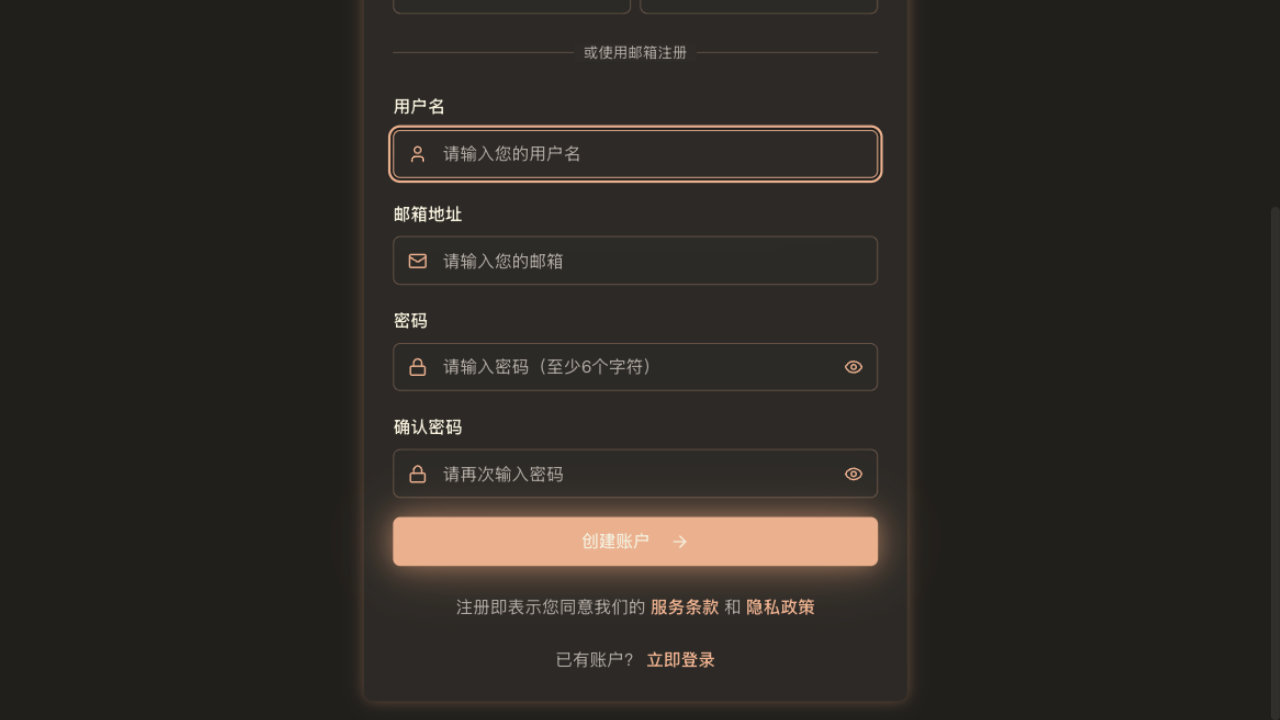 或使用邮箱注册
用户名
请输入您的用户名
邮箱地址
请输入您的邮箱
密码
请输入密码（至少6个字符）
确认密码
请再次输入密码
创建账户 →
注册即表示您同意我们的 服务条款 和 隐私政策
已有账户？ 立即登录